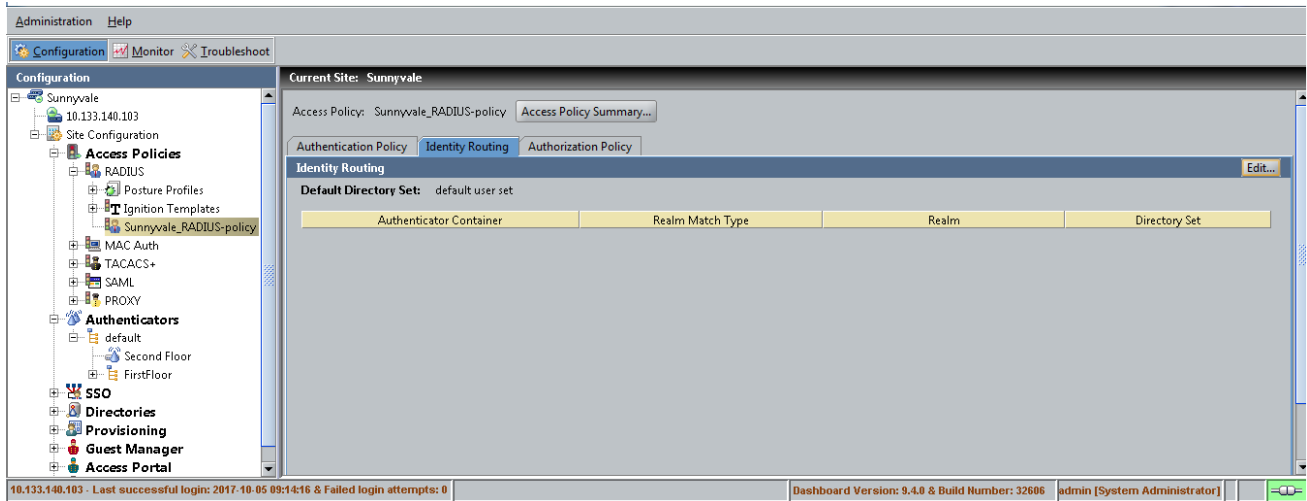 Administration Help
Configuration Monitor Troubleshoot
Configuration
Sunnyvale
10.133.140.103
Site Configuration
Access Policies
RADIUS
Posture Profiles
Ignition Templates
Sunnyvale_RADIUS-policy
MAC Auth
TACACS+
SAML
PROXY
Authenticators
default
Second Floor
FirstFloor
SSO
Directories
Provisioning
Guest Manager
Access Portal
Current Site: Sunnyvale
Access Policy: Sunnyvale_RADIUS-policy Access Policy Summary...
Authentication Policy Identity Routing Authorization Policy
Identity Routing Edit...
Default Directory Set: default user set
Authenticator Container Realm Match Type Realm Directory Set
10.133.140.103 - Last successful login: 2017-10-05 09:14:16 & Failed login attempts: 0 Dashboard Version: 9.4.0 & Build Number: 32606 admin [System Administrator]